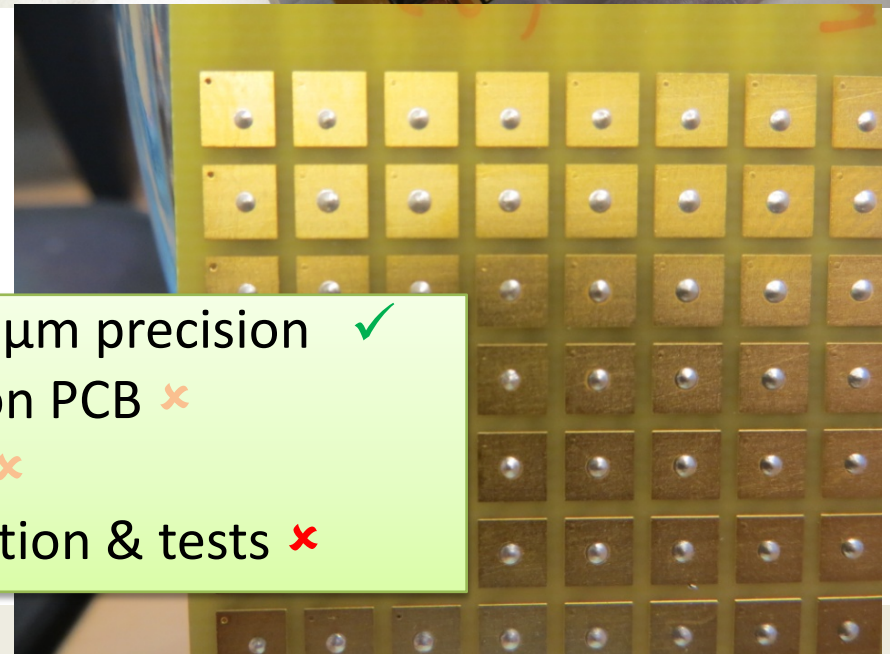 μm precision ✓
on PCB ✘
✘
tion & tests ✘